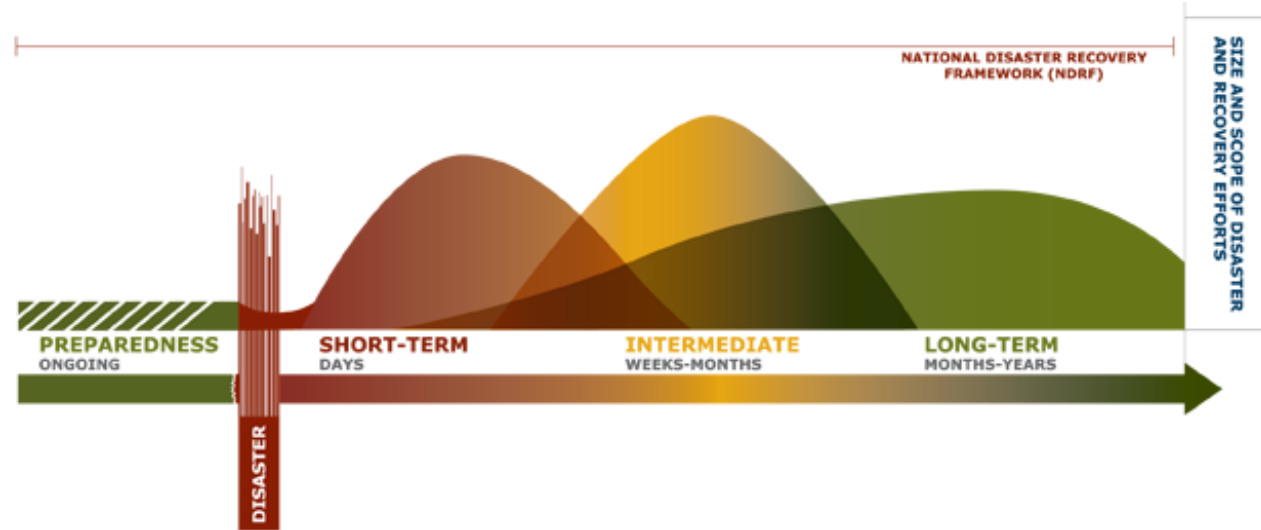 NATIONAL DISASTER RECOVERY
FRAMEWORK (NDRF)
SIZE AND SCOPE OF DISASTER
AND RECOVERY EFFORTS
PREPAREDNESS
ONGOING
SHORT-TERM
DAYS
INTERMEDIATE
WEEKS-MONTHS
LONG-TERM
MONTHS-YEARS
DISASTER